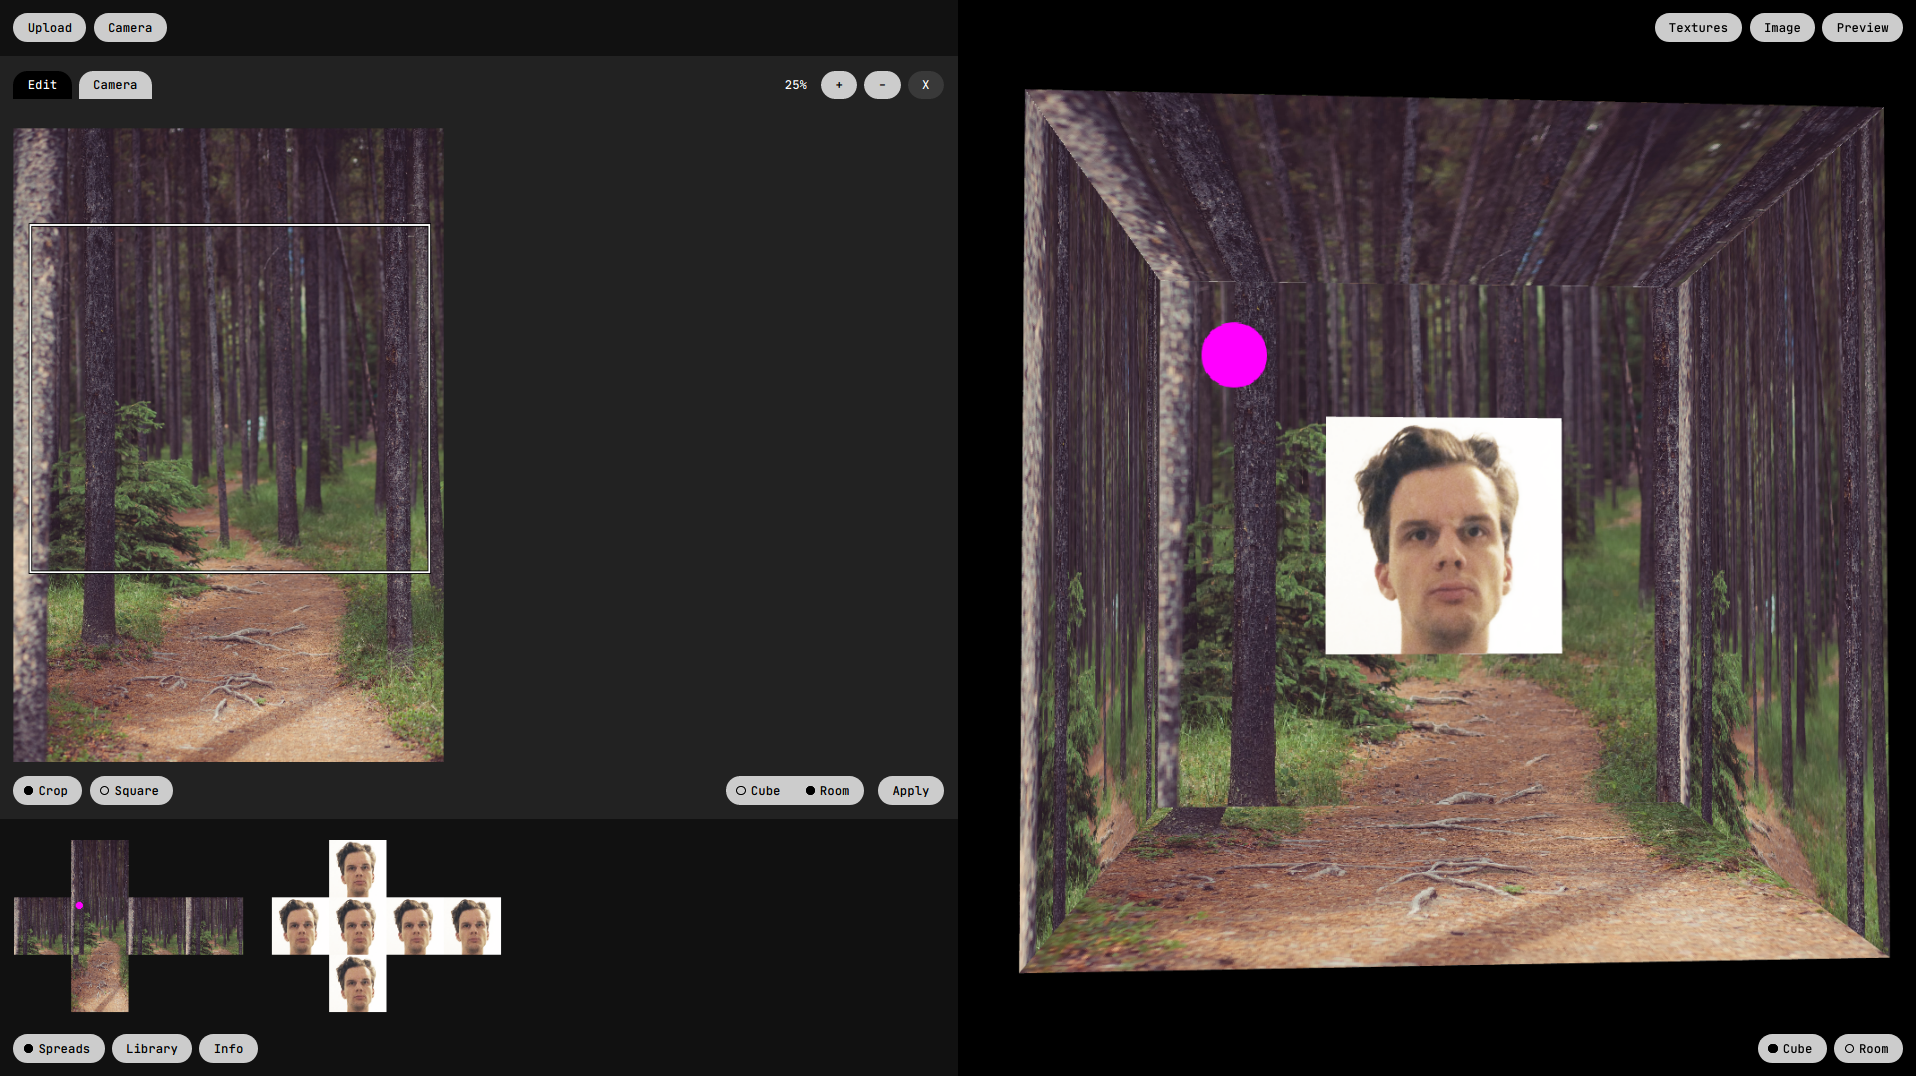 Upload Camera
Textures Image Preview
Edit Camera 25% + - X
Crop Square Cube Room Apply
Spreads Library Info
Cube Room